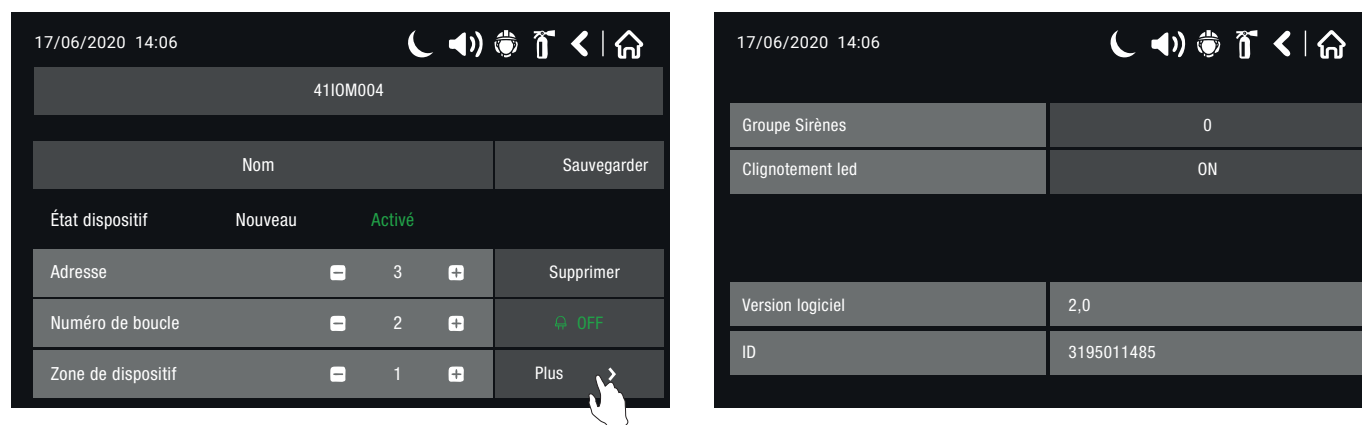 17/06/2020 14:06
41IOM004
Nom Sauvegarder
État dispositif Nouveau Activé
Adresse 3 Supprimer
Numéro de boucle 2 OFF
Zone de dispositif 1 Plus
17/06/2020 14:06
Groupe Sirènes 0
Clignotement led ON
Version logiciel 2,0
ID 3195011485